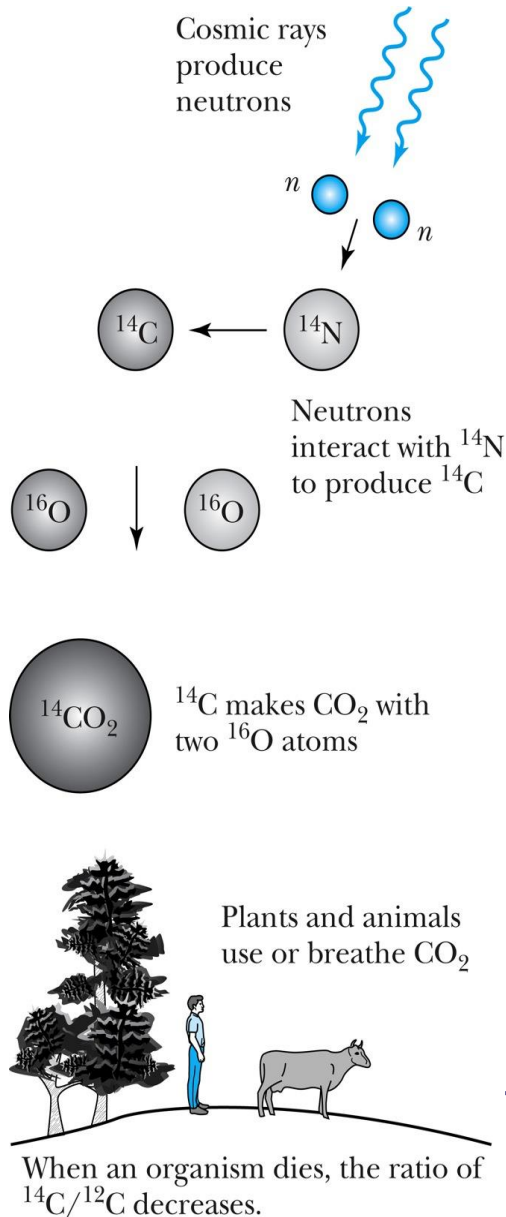 Cosmic rays
produce
neutrons
n
n
¹⁴C
¹⁴N
Neutrons
interact with ¹⁴N
to produce ¹⁴C
¹⁶O
¹⁶O
¹⁴CO₂
¹⁴C makes CO₂ with
two ¹⁶O atoms
Plants and animals
use or breathe CO₂
When an organism dies, the ratio of
¹⁴C/¹²C decreases.